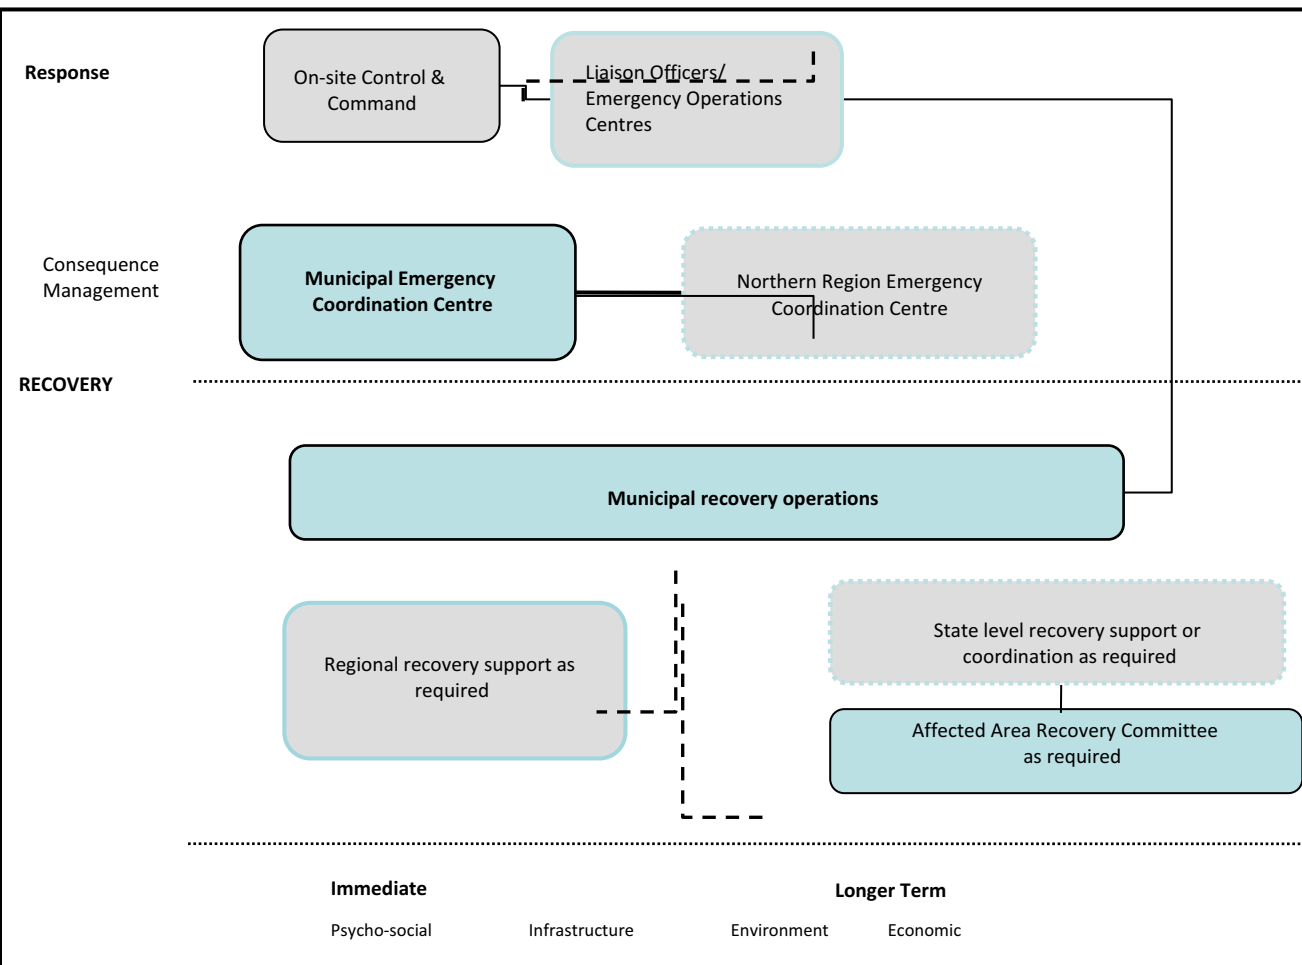 Response
On-site Control &
Command
Liaison Officers/
Emergency Operations
Centres
Consequence
Management
Municipal Emergency
Coordination Centre
Northern Region Emergency
Coordination Centre
RECOVERY
Municipal recovery operations
Regional recovery support as
required
State level recovery support or
coordination as required
Affected Area Recovery Committee
as required
Immediate
Longer Term
Psycho-social
Infrastructure
Environment
Economic